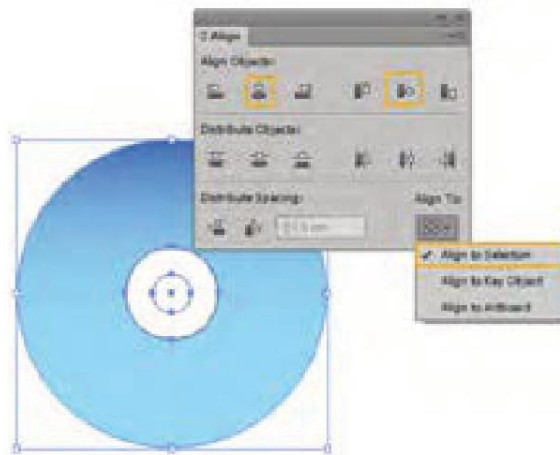 Align
Align Objects:
Distribute Objects:
Distribute Spacing:
Align To:
Align to Selection
Align to Key Object
Align to Artboard